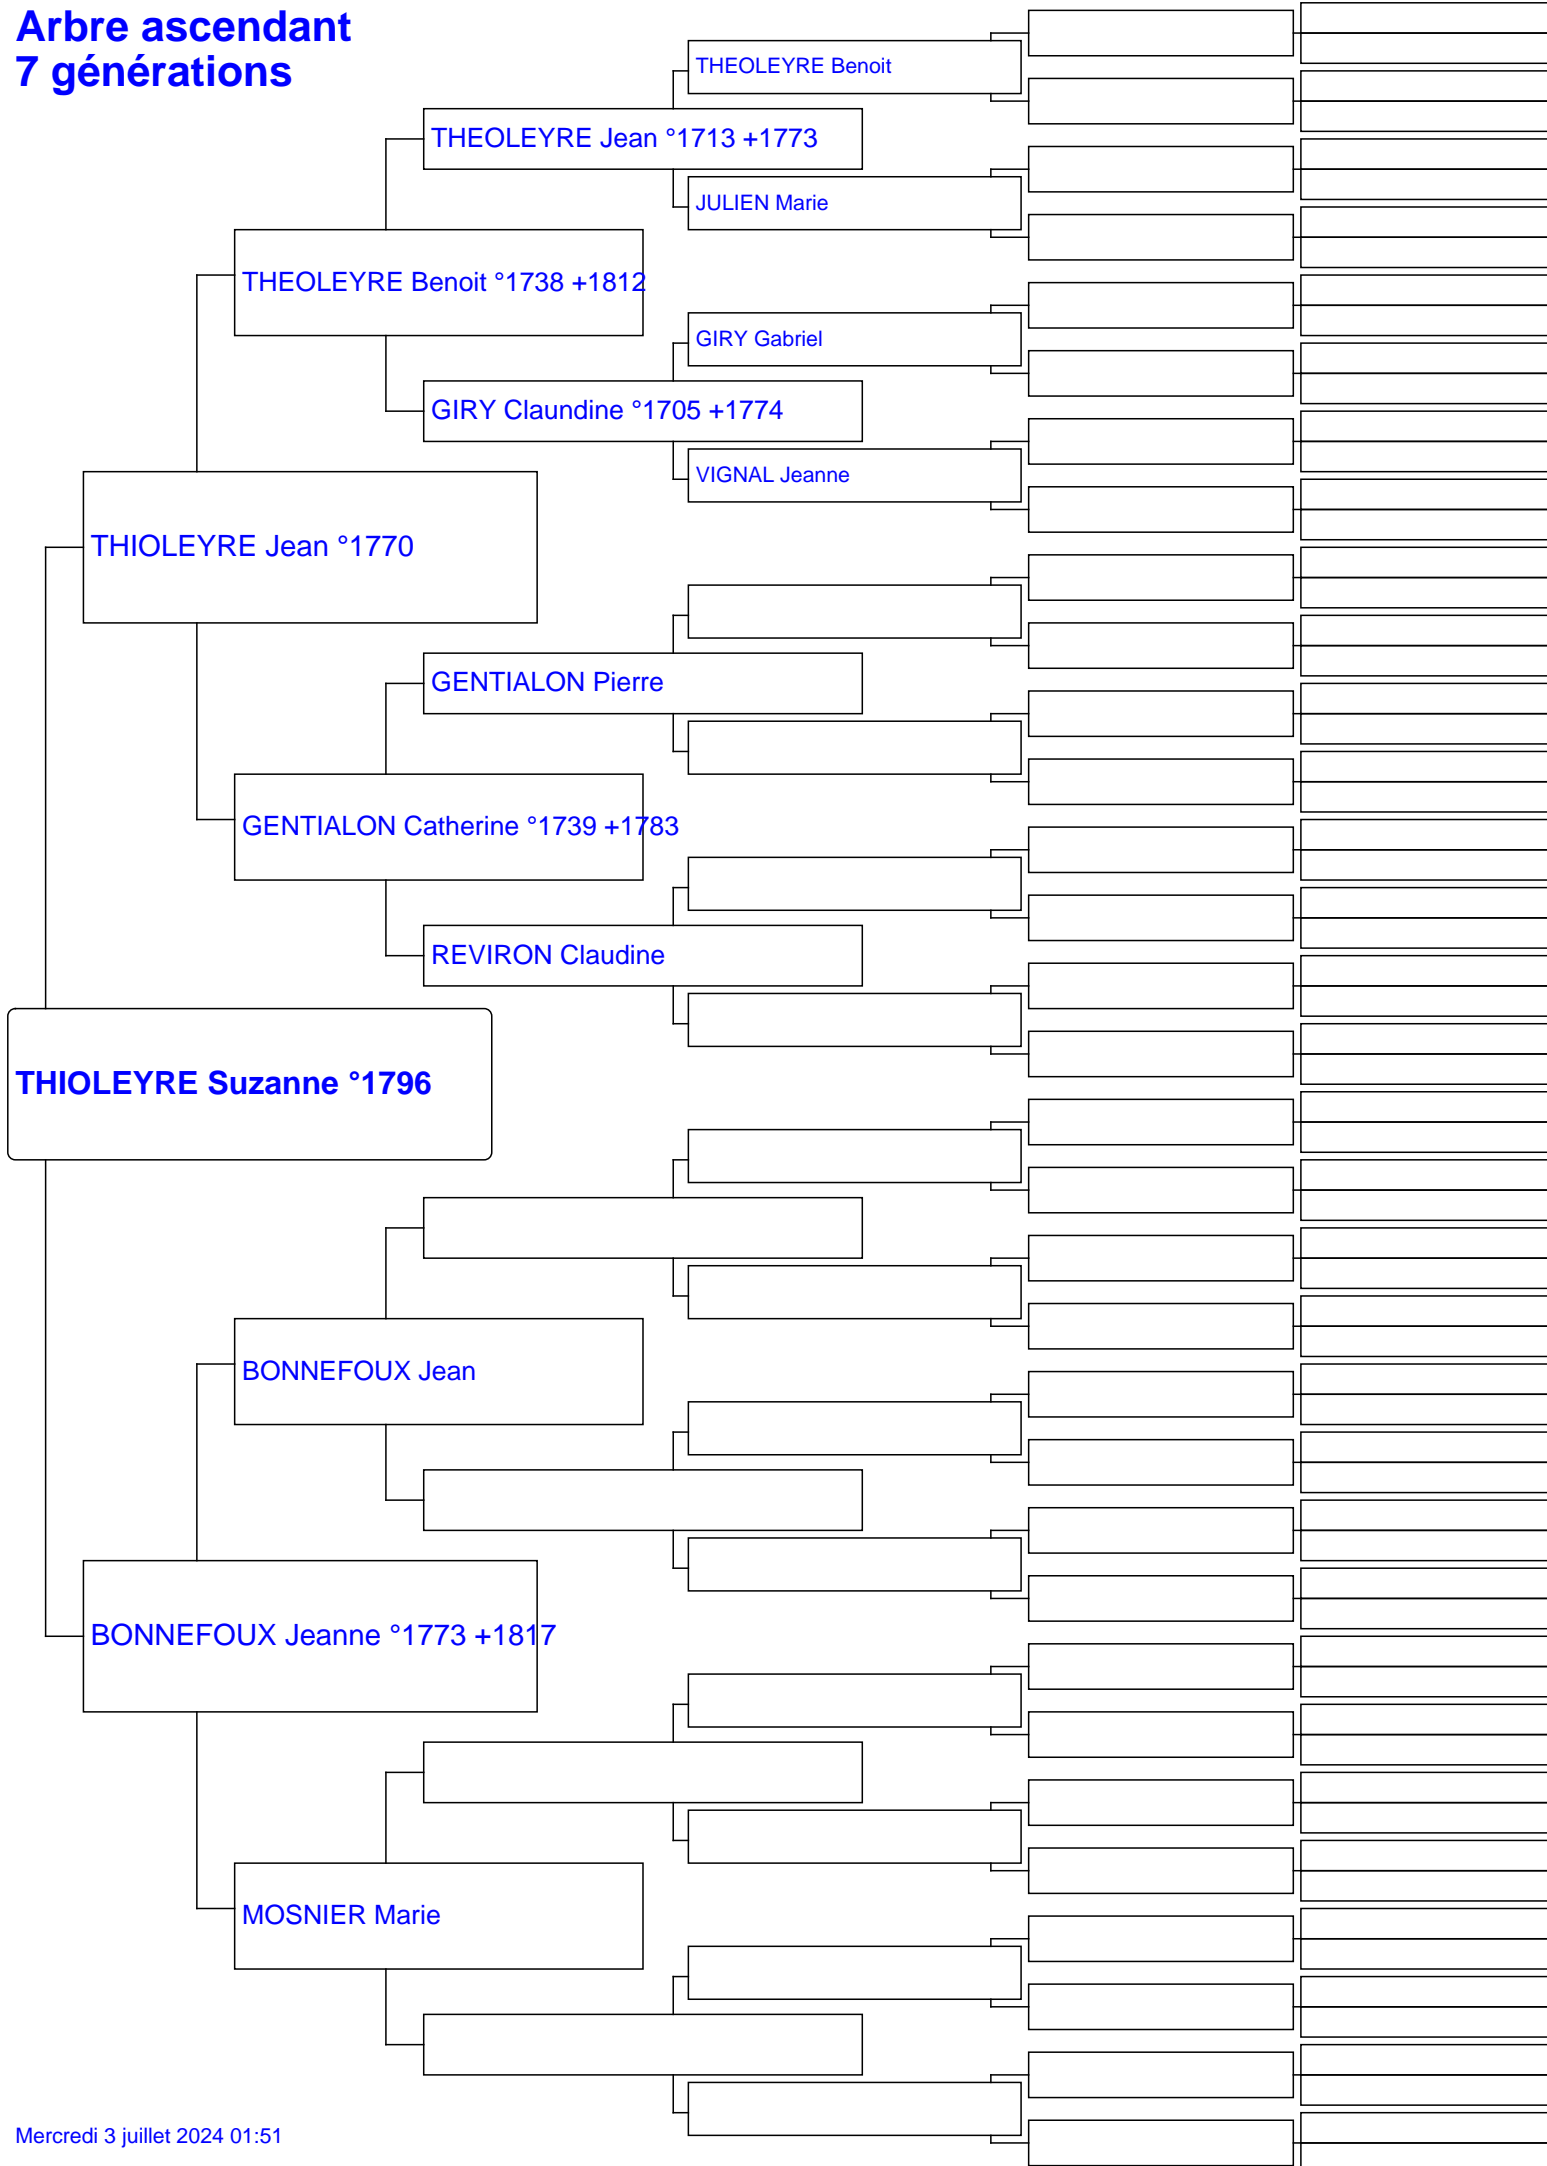 Arbre ascendant
7 générations
THEOLEYRE Benoit
THEOLEYRE Jean °1713 +1773
JULIEN Marie
THEOLEYRE Benoit °1738 +1812
GIRY Gabriel
GIRY Claundine °1705 +1774
VIGNAL Jeanne
THIOLEYRE Jean °1770
GENTIALON Pierre
GENTIALON Catherine °1739 +1783
REVIRON Claudine
THIOLEYRE Suzanne °1796
BONNEFOUX Jean
BONNEFOUX Jeanne °1773 +1817
MOSNIER Marie
Mercredi 3 juillet 2024 01:51